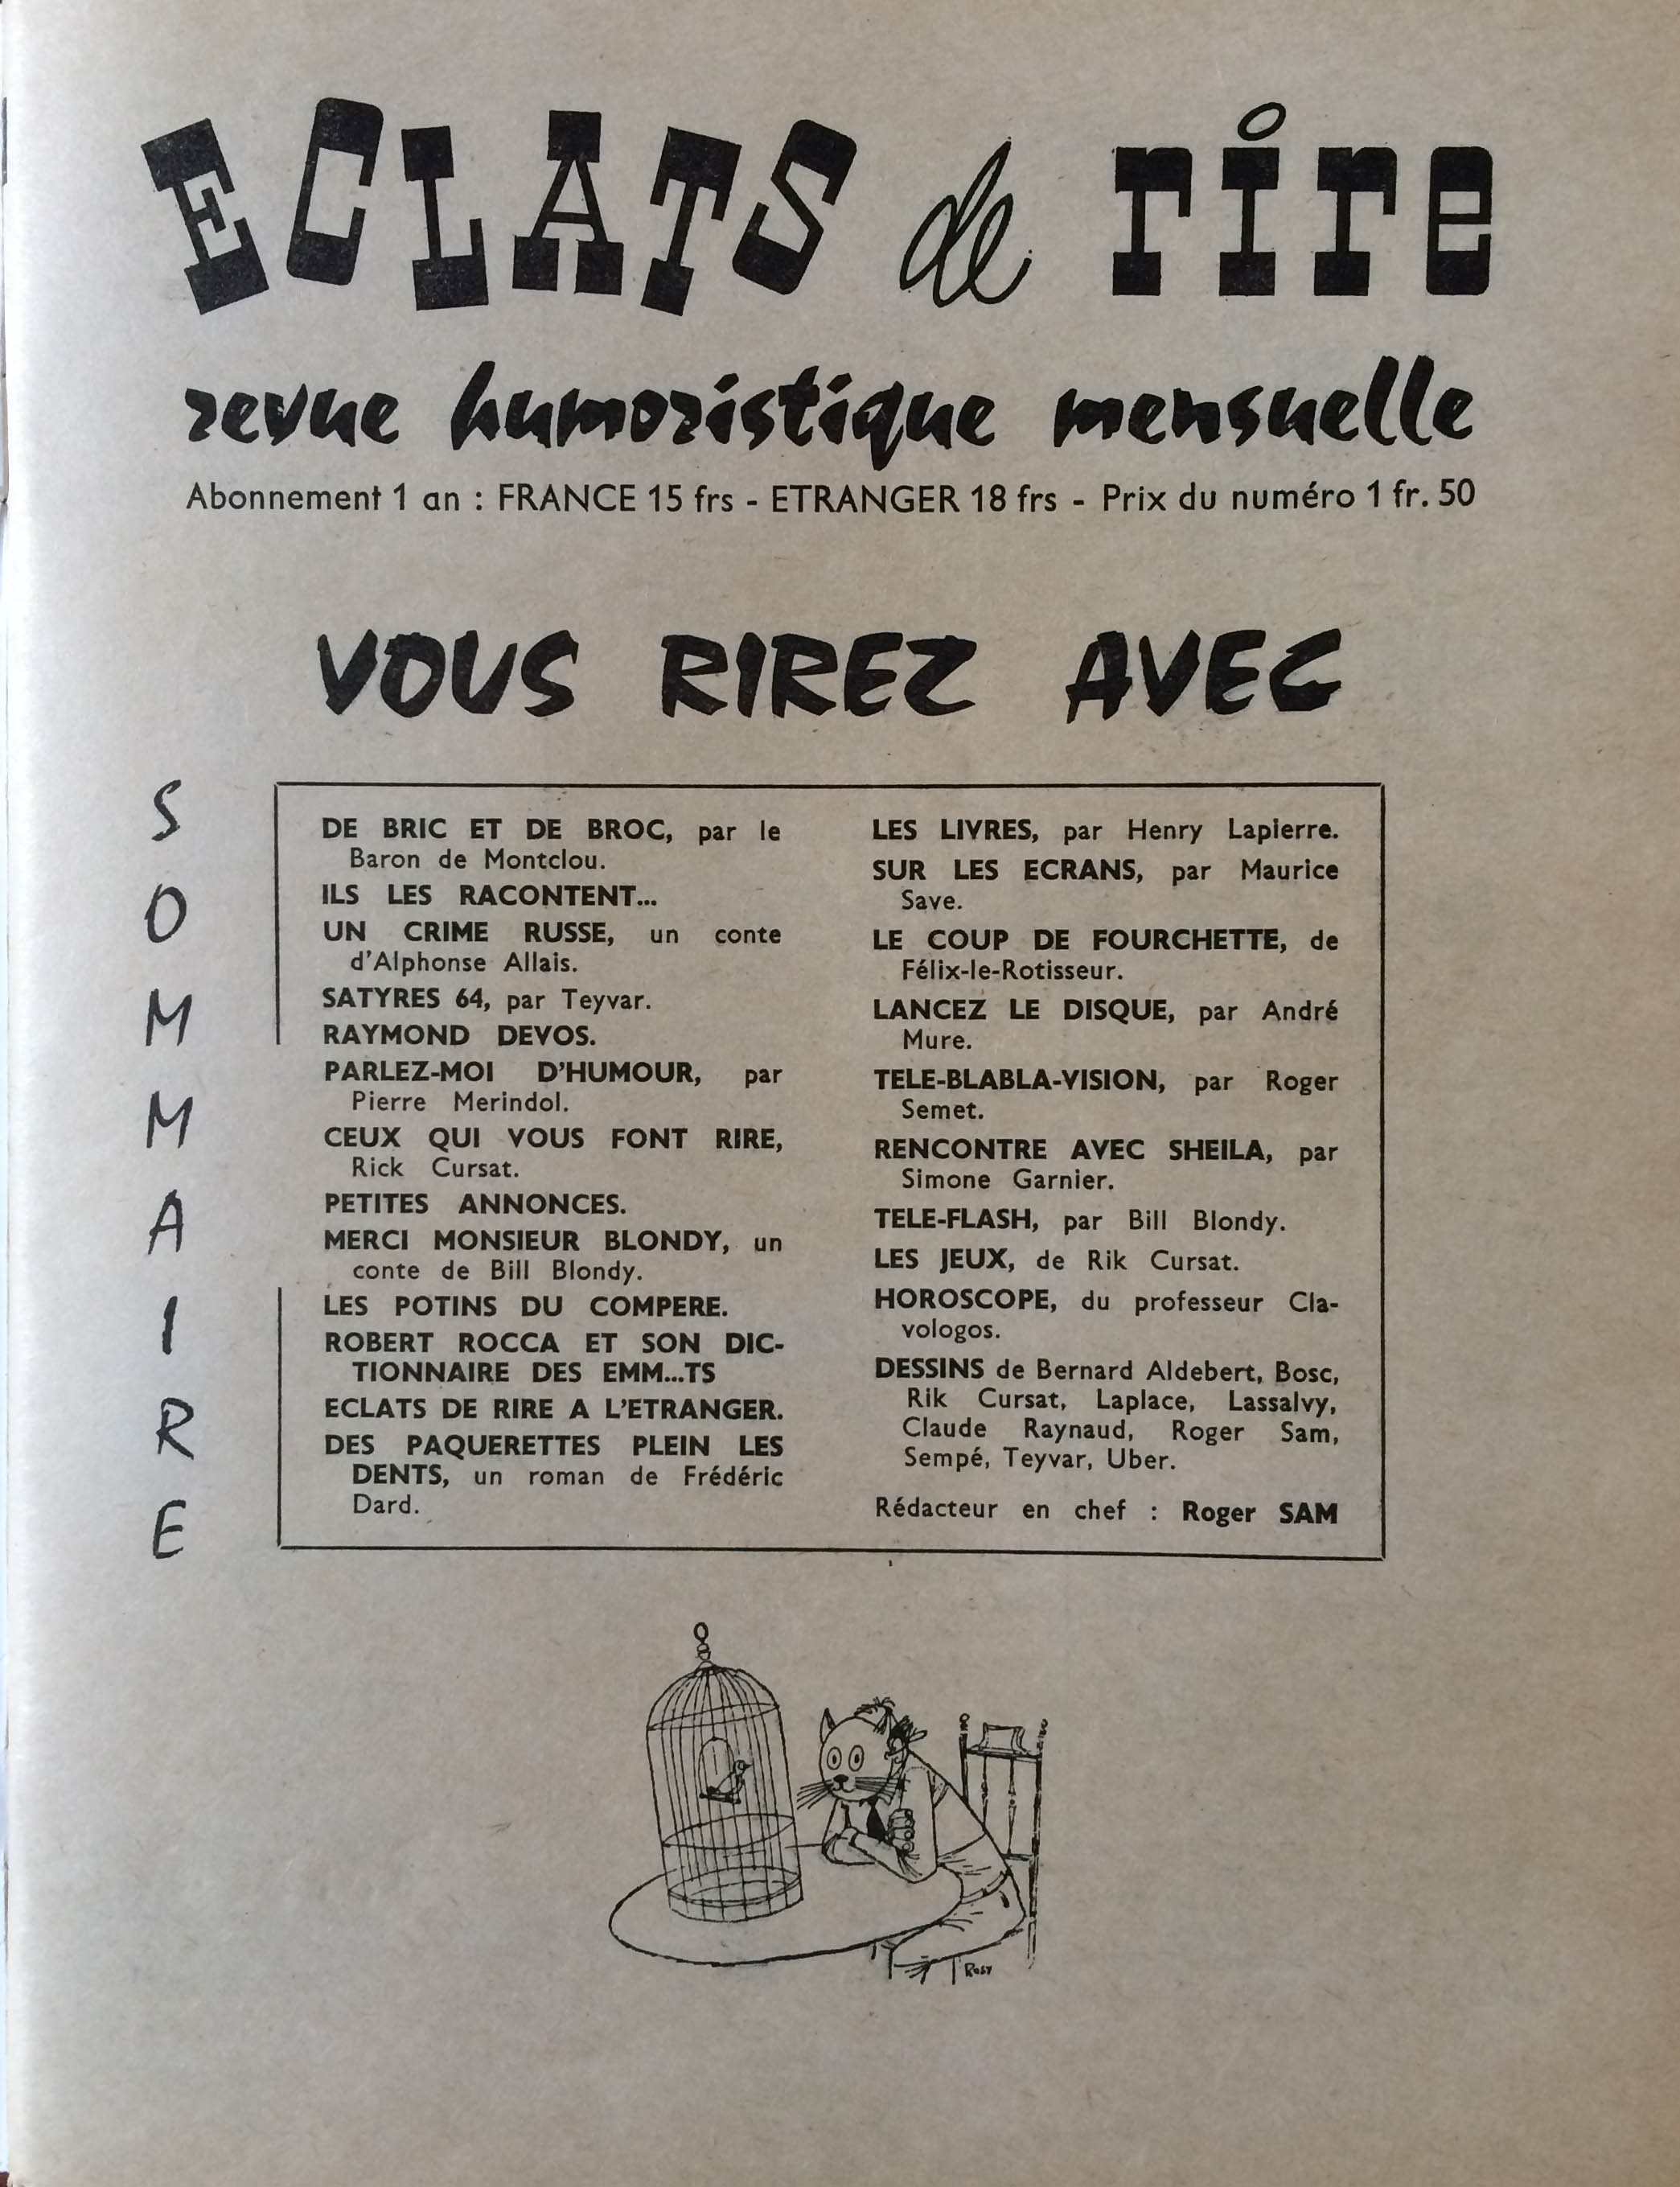 ECLATS de rire
revue humoristique mensuelle
Abonnement 1 an : FRANCE 15 frs - ETRANGER 18 frs - Prix du numéro 1 fr. 50
VOUS RIREZ AVEC
SOMMAIRE
DE BRIC ET DE BROC, par le
Baron de Montclou.
ILS LES RACONTENT...
UN CRIME RUSSE, un conte
d'Alphonse Allais.
SATYRES 64, par Teyvar.
RAYMOND DEVOS.
PARLEZ-MOI D'HUMOUR, par
Pierre Merindol.
CEUX QUI VOUS FONT RIRE,
Rick Cursat.
PETITES ANNONCES.
MERCI MONSIEUR BLONDY, un
conte de Bill Blondy.
LES POTINS DU COMPERE.
ROBERT ROCCA ET SON DIC-
TIONNAIRE DES EMM...TS
ECLATS DE RIRE A L'ETRANGER.
DES PAQUERETTES PLEIN LES
DENTS, un roman de Frédéric
Dard.
LES LIVRES, par Henry Lapierre.
SUR LES ECRANS, par Maurice
Save.
LE COUP DE FOURCHETTE, de
Félix-le-Rotisseur.
LANCEZ LE DISQUE, par André
Mure.
TELE-BLABLA-VISION, par Roger
Semet.
RENCONTRE AVEC SHEILA, par
Simone Garnier.
TELE-FLASH, par Bill Blondy.
LES JEUX, de Rik Cursat.
HOROSCOPE, du professeur Cla-
vologos.
DESSINS de Bernard Aldebert, Bosc,
Rik Cursat, Laplace, Lassalvy,
Claude Raynaud, Roger Sam,
Sempé, Teyvar, Uber.
Rédacteur en chef : Roger SAM